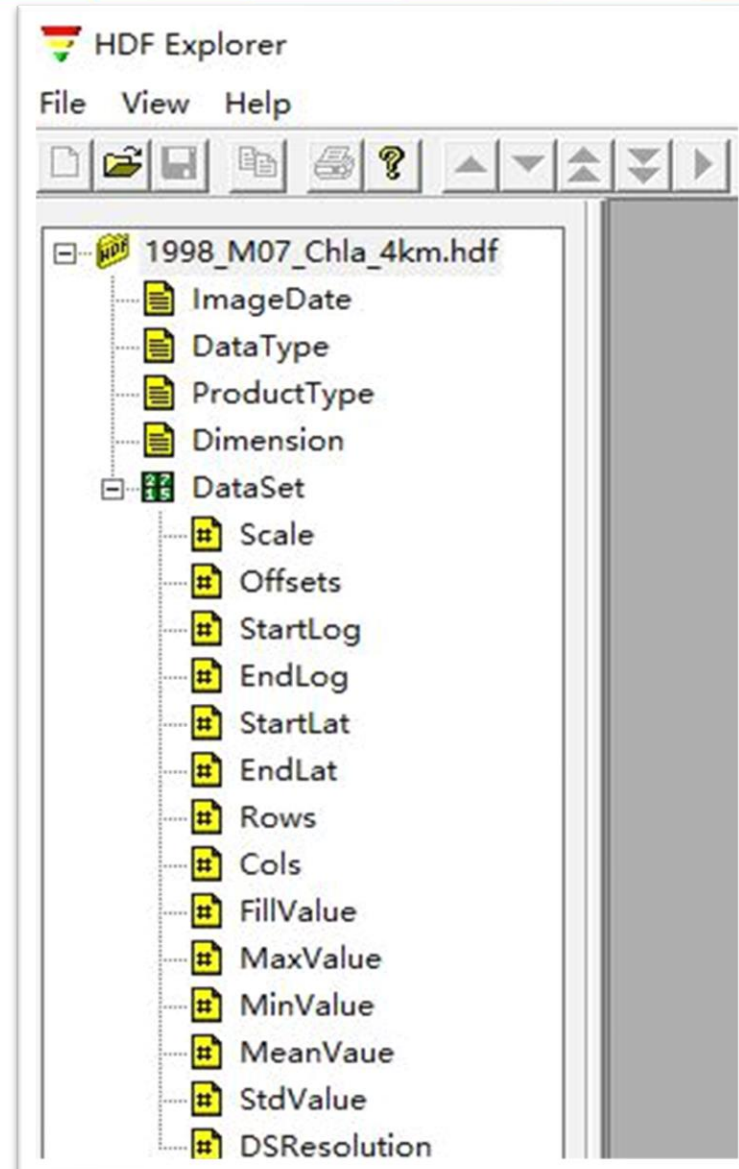 HDF Explorer
File View Help
1998_M07_Chla_4km.hdf
ImageDate
DataType
ProductType
Dimension
DataSet
Scale
Offsets
StartLog
EndLog
StartLat
EndLat
Rows
Cols
FillValue
MaxValue
MinValue
MeanVaue
StdValue
DSResolution